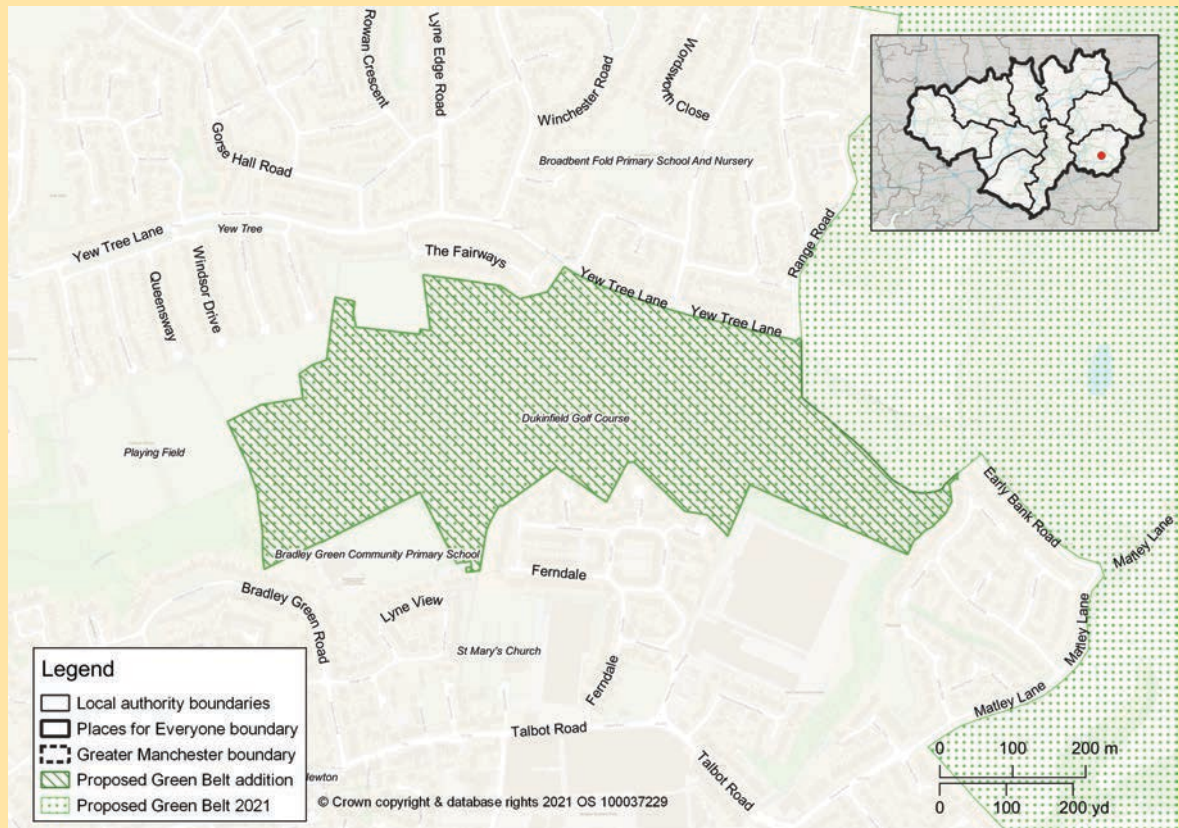 Rowan Crescent
Lyne Edge Road
Winchester Road
Wordsworth Close
Gorse Hall Road
Broadbent Fold Primary School And Nursery
Yew Tree Lane
Yew Tree
Windsor Drive
Queensway
The Fairways
Yew Tree Lane
Yew Tree Lane
Range Road
Dukinfield Golf Course
Playing Field
Early Bank Road
Matley Lane
Bradley Green Community Primary School
Ferndale
Bradley Green Road
Lyne View
St Mary's Church
Ferndale
Matley Lane
Matley Lane
Talbot Road
Talbot Road
Legend
Local authority boundaries
Places for Everyone boundary
Greater Manchester boundary
Proposed Green Belt addition
Proposed Green Belt 2021
© Crown copyright & database rights 2021 OS 100037229
0 100 200 m
0 100 200 yd